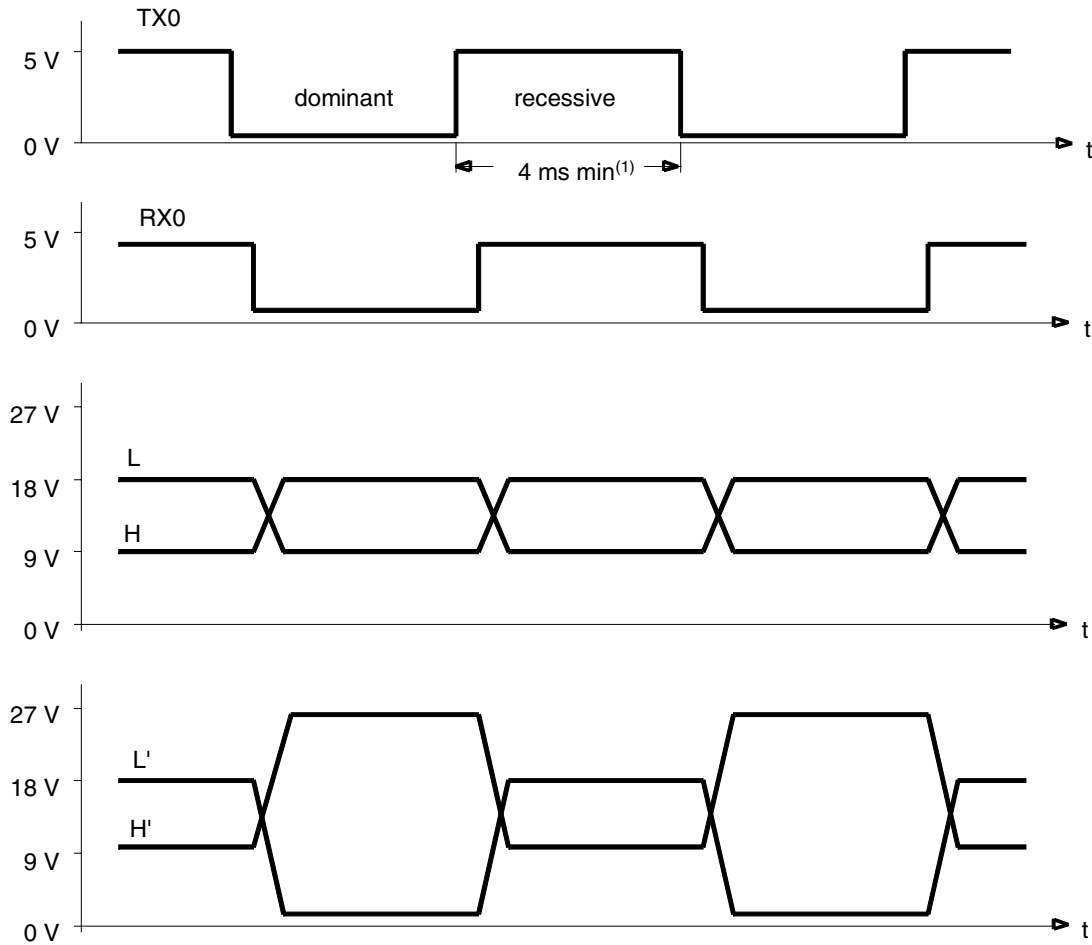 TX0
5 V
dominant recessive
0 V
t
4 ms min(1)
RX0
5 V
0 V
t
27 V
L
18 V
H
9 V
0 V
t
27 V
L'
18 V
H'
9 V
0 V
t